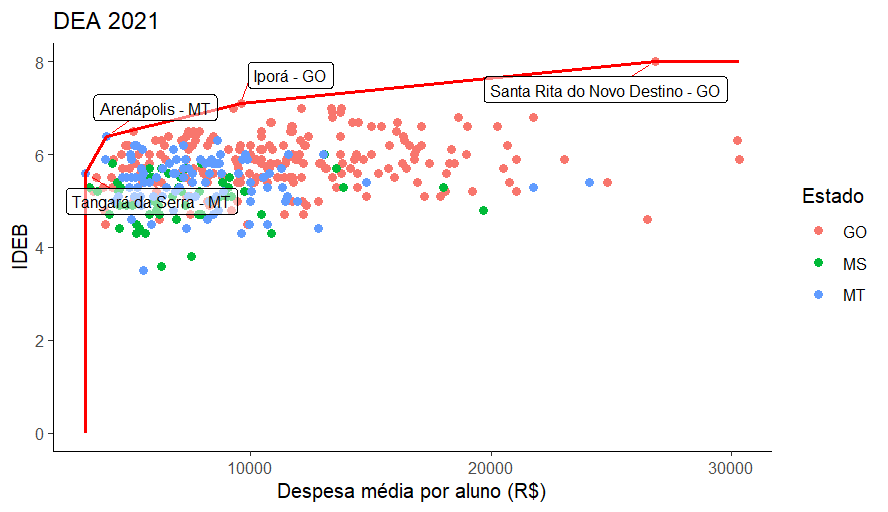 DEA 2021
8
6
4
2
0
IDEB
Iporá - GO
Arenápolis - MT
Santa Rita do Novo Destino - GO
Tangará da Serra - MT
10000
20000
30000
Despesa média por aluno (R$)
Estado
GO
MS
MT